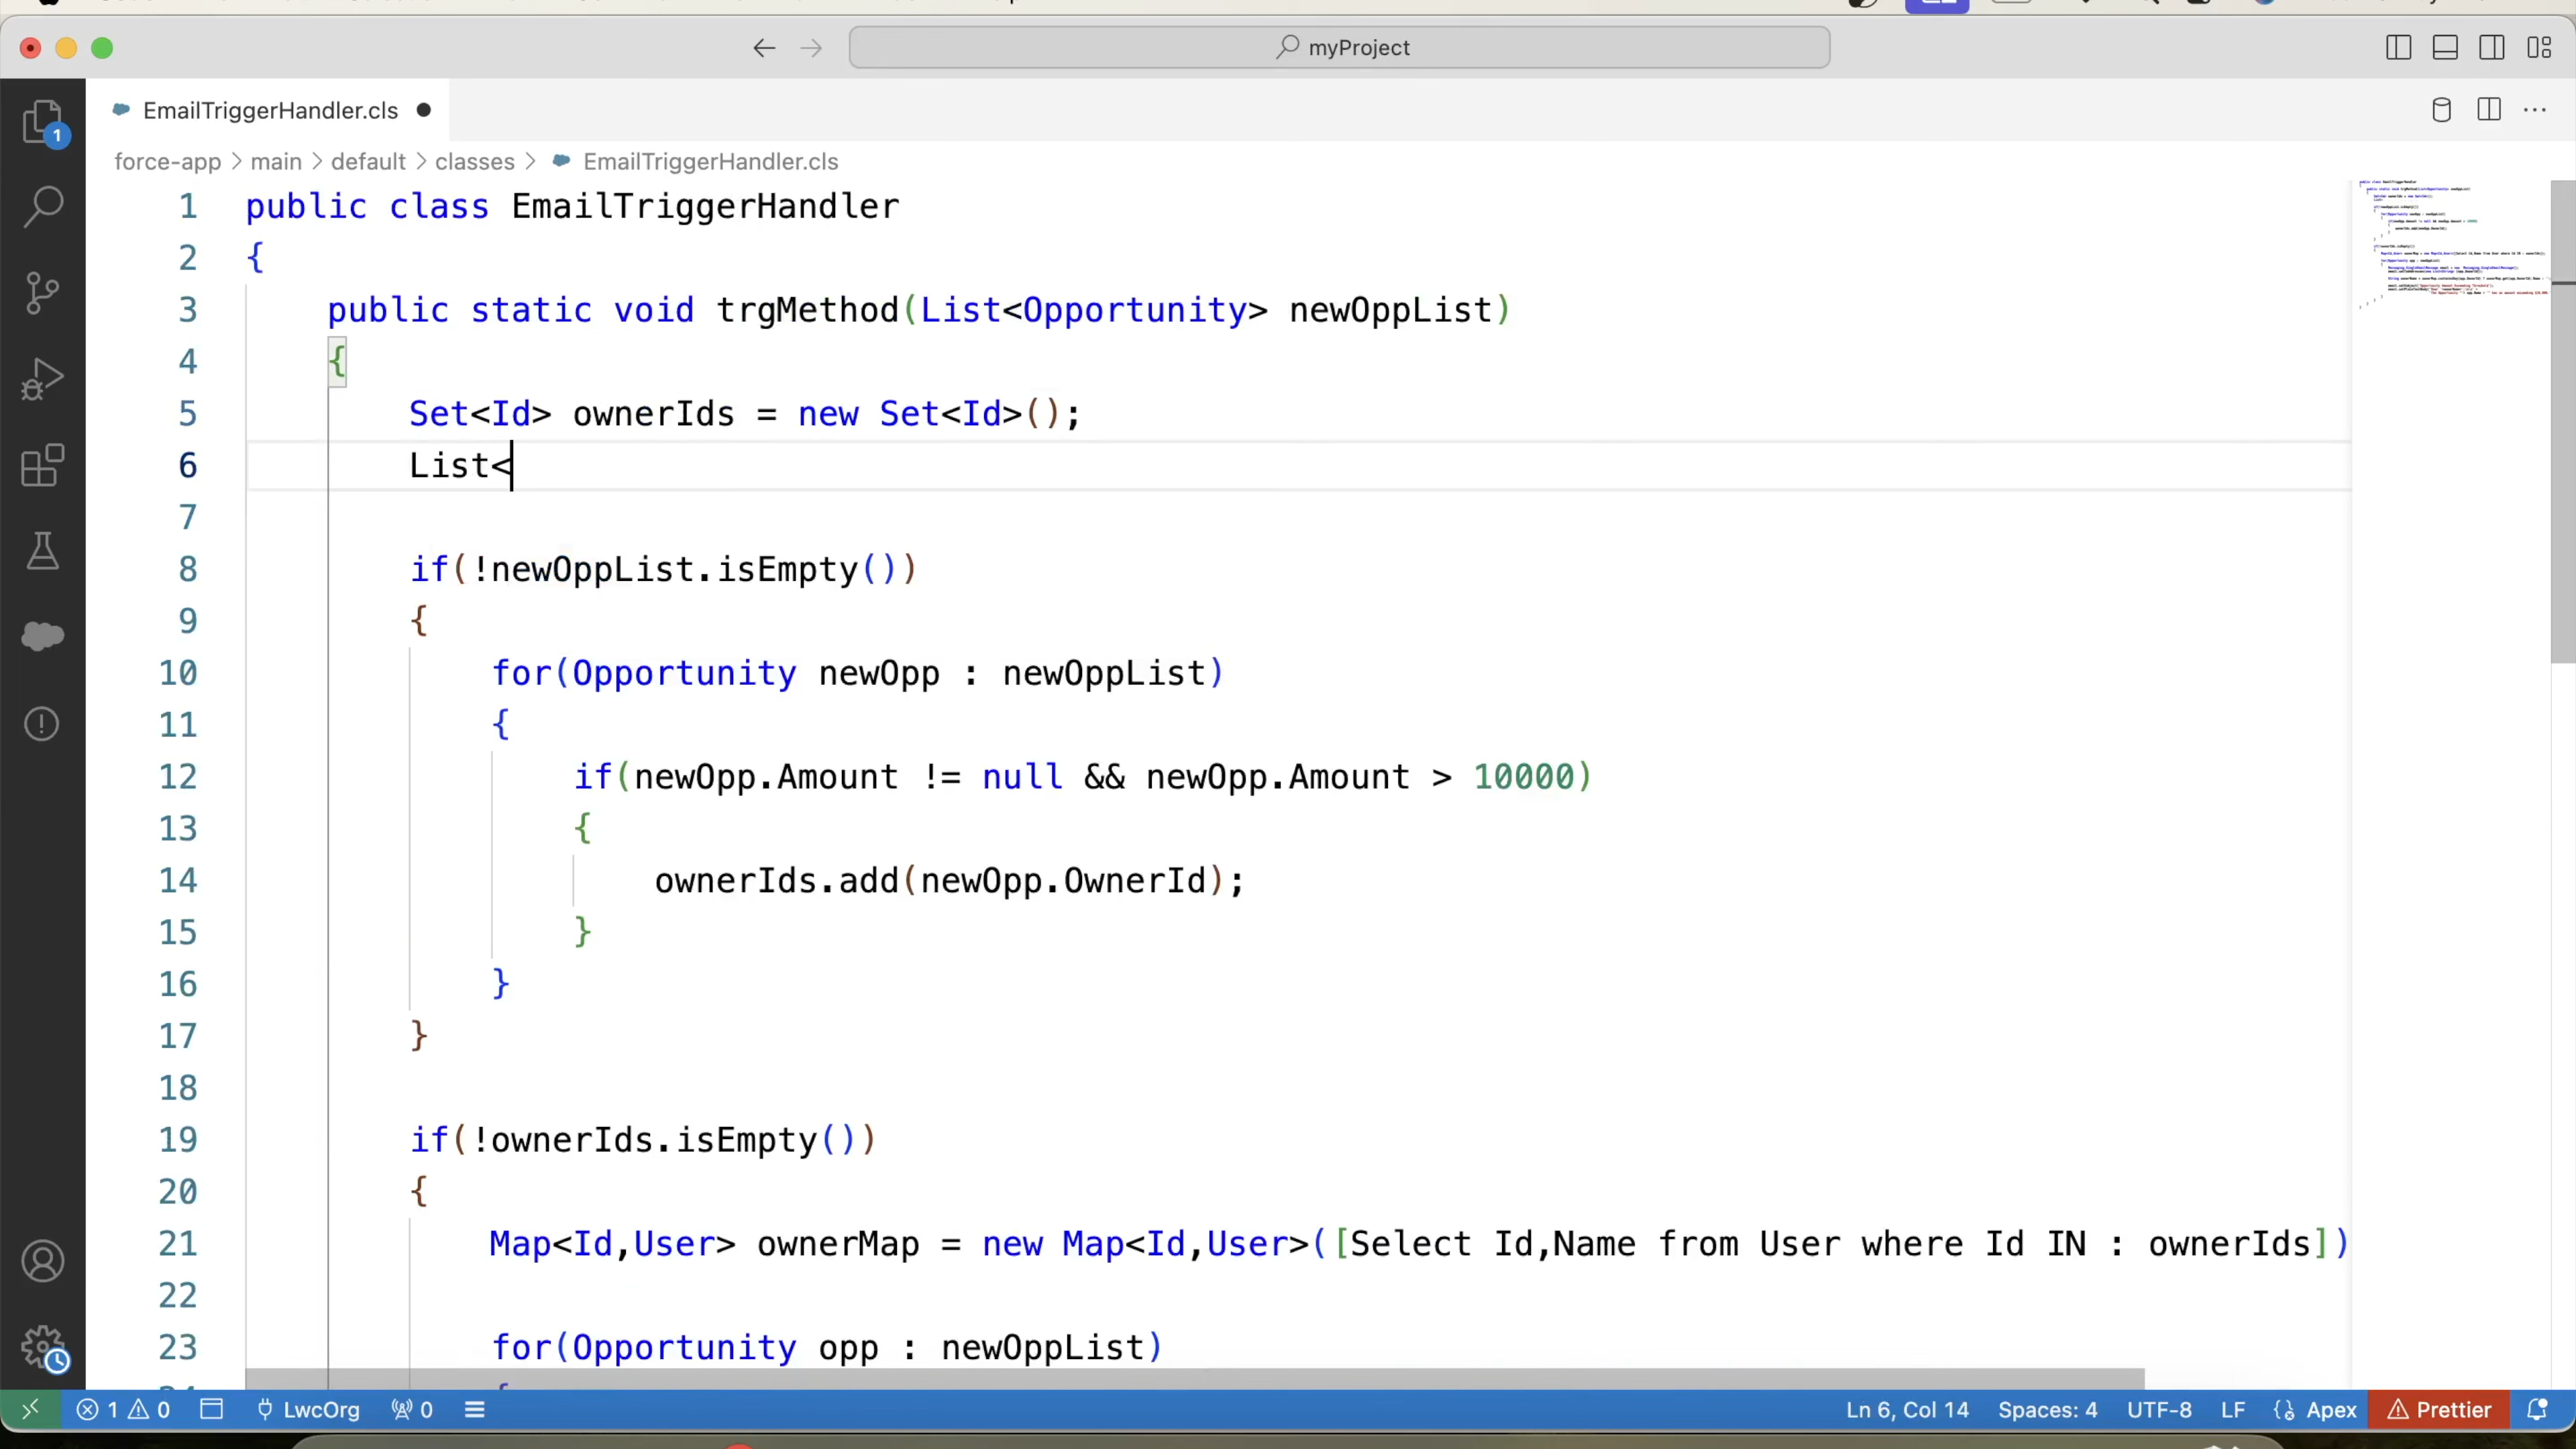 myProject
EmailTriggerHandler.cls
1
force-app > main > default > classes > EmailTriggerHandler.cls
1 public class EmailTriggerHandler
2 {
3 public static void trgMethod(List<Opportunity> newOppList)
4 {
5 Set<Id> ownerIds = new Set<Id>();
6 List<
7
8 if(!newOppList.isEmpty())
9 {
10 for(Opportunity newOpp : newOppList)
11 {
12 if(newOpp.Amount != null && newOpp.Amount > 10000)
13 {
14 ownerIds.add(newOpp.OwnerId);
15 }
16 }
17 }
18
19 if(!ownerIds.isEmpty())
20 {
21 Map<Id,User> ownerMap = new Map<Id,User>([Select Id,Name from User where Id IN : ownerIds])
22
23 for(Opportunity opp : newOppList)
1 0 LwcOrg 0 Ln 6, Col 14 Spaces: 4 UTF-8 LF Apex Prettier